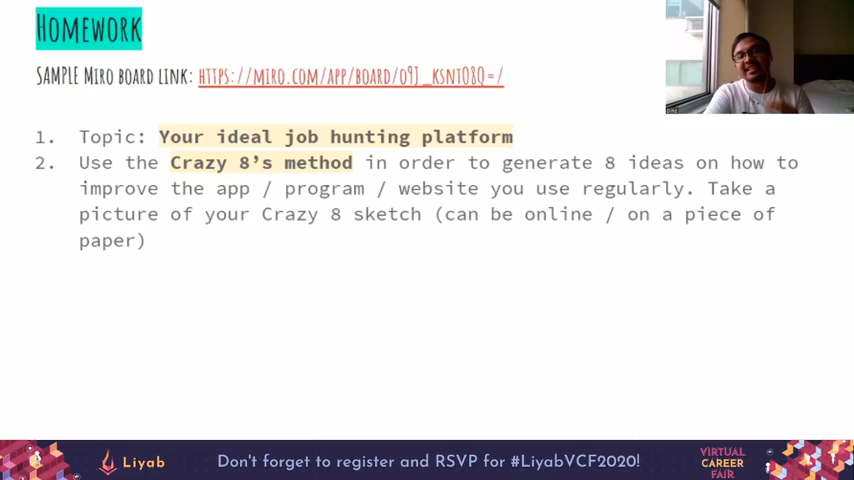 HOMEWORK
SAMPLE MIRO BOARD LINK: HTTPS://MIRO.COM/APP/BOARD/O9J_KSNTO8Q=/
1. Topic: Your ideal job hunting platform
2. Use the Crazy 8’s method in order to generate 8 ideas on how to
improve the app / program / website you use regularly. Take a
picture of your Crazy 8 sketch (can be online / on a piece of
paper)
Liyab
Don't forget to register and RSVP for #LiyabVCF2020!
VIRTUAL
CAREER
FAIR